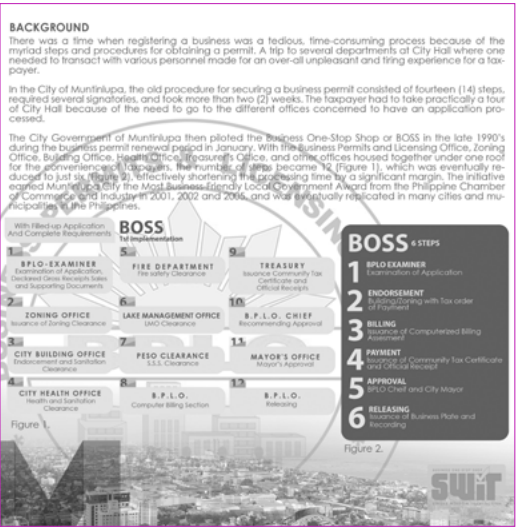 BACKGROUND
There was a time when registering a business was a tedious, time-consuming process because of the
myriad steps and procedures for obtaining a permit. A trip to several departments at City Hall where one
needed to transact with various personnel made for an over-all unpleasant and tiring experience for a tax-
payer.
In the City of Muntinlupa, the old procedure for securing a business permit consisted of fourteen (14) steps,
required several signatories, and took more than two (2) weeks. The taxpayer had to take practically a tour
of City Hall because of the need to go to the different offices concerned to have an application pro-
cessed.
The City Government of Muntinlupa then piloted the Business One-Stop Shop or BOSS in the late 1990's
during the business permit renewal period in January. With the Business Permits and Licensing Office, Zoning
Office, Building Office, Health Office, Treasurer's Office, and other offices housed together under one roof
for the convenience of taxpayers, the number of steps became 12 (Figure 1), which was eventually re-
duced to just six (Figure 2), effectively shortening the processing time by a significant margin. The initiative
earned Muntinlupa City the Most Business-Friendly Local Government Award from the Philippine Chamber
of Commerce and Industry in 2001, 2002 and 2005, and was eventually replicated in many cities and mu-
nicipalities in the Philippines.
With Filled-up Application
And Complete Requirements
BOSS
1st Implementation
1.
BPLO-EXAMINER
Examination of Application,
Declared Gross Receipts Sales
and Supporting Documents
2.
ZONING OFFICE
Issuance of Zoning Clearance
3.
CITY BUILDING OFFICE
Endorcement and Sanitation
Clearance
4.
CITY HEALTH OFFICE
Health and Sanitation
Clearance
5.
FIRE DEPARTMENT
Fire safety Clearance
6.
LAKE MANAGEMENT OFFICE
LMO Clearance
7.
PESO CLEARANCE
S.S.S. Clearance
8.
B.P.L.O.
Computer Billing Section
9.
TREASURY
Issuance Community Tax
Certificate and
Official Receipts
10.
B.P.L.O. CHIEF
Recommending Approval
11.
MAYOR'S OFFICE
Mayor's Approval
12.
B.P.L.O.
Releasing
Figure 1.
BOSS 6 STEPS
1 BPLO EXAMINER
Examination of Application
2 ENDORSEMENT
Building/Zoning with Tax order
of Payment
3 BILLING
Issuance of Computerized Billing
Assesment
4 PAYMENT
Issuance of Community Tax Certificate
and Official Receipt
5 APPROVAL
BPLO Cheif and City Mayor
6 RELEASING
Issuance of Business Plate and
Recording
Figure 2.
SWIT